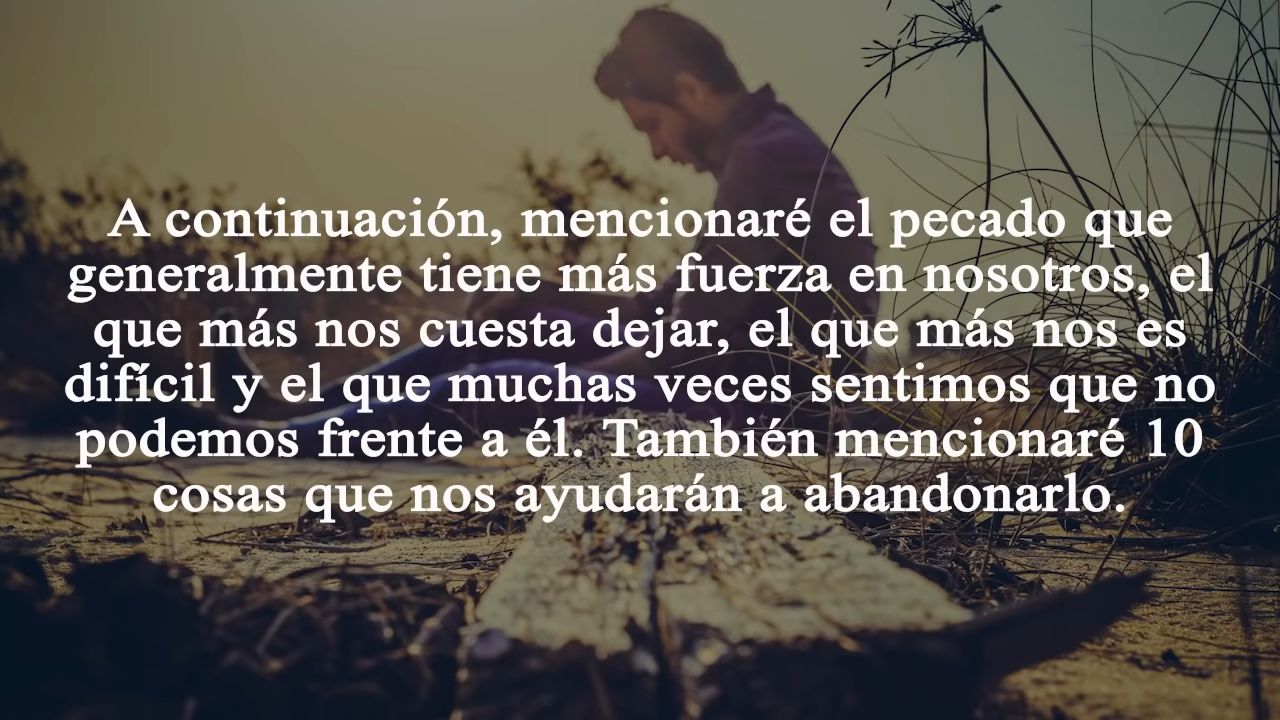 A continuación, mencionaré el pecado que
generalmente tiene más fuerza en nosotros, el
que más nos cuesta dejar, el que más nos es
difícil y el que muchas veces sentimos que no
podemos frente a él. También mencionaré 10
cosas que nos ayudarán a abandonarlo.